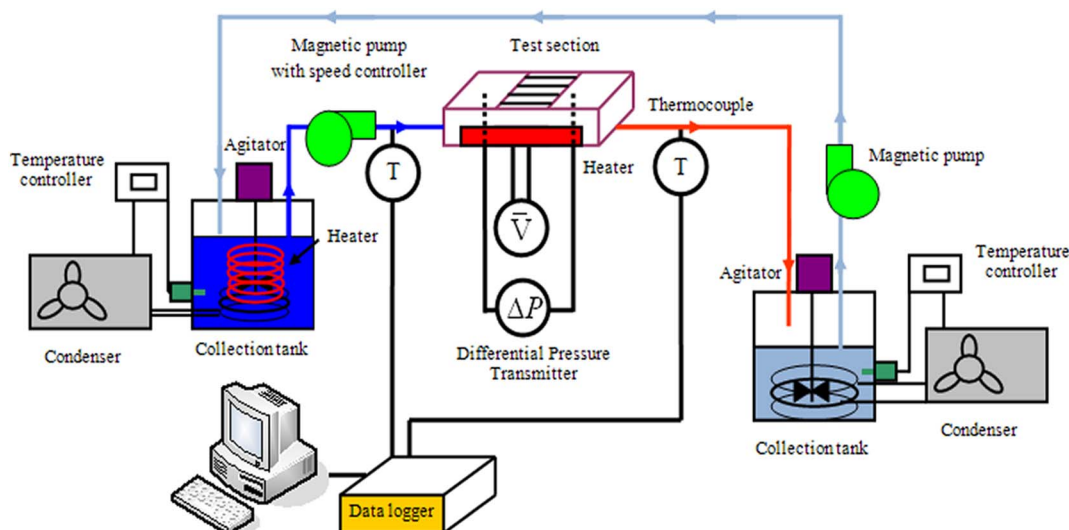 Magnetic pump
with speed controller
Test section
Thermocouple
Temperature
controller
Agitator
T
Heater
T
Magnetic pump
V̅
Heater
Agitator
Temperature
controller
ΔP
Condenser
Collection tank
Differential Pressure
Transmitter
Collection tank
Condenser
Data logger